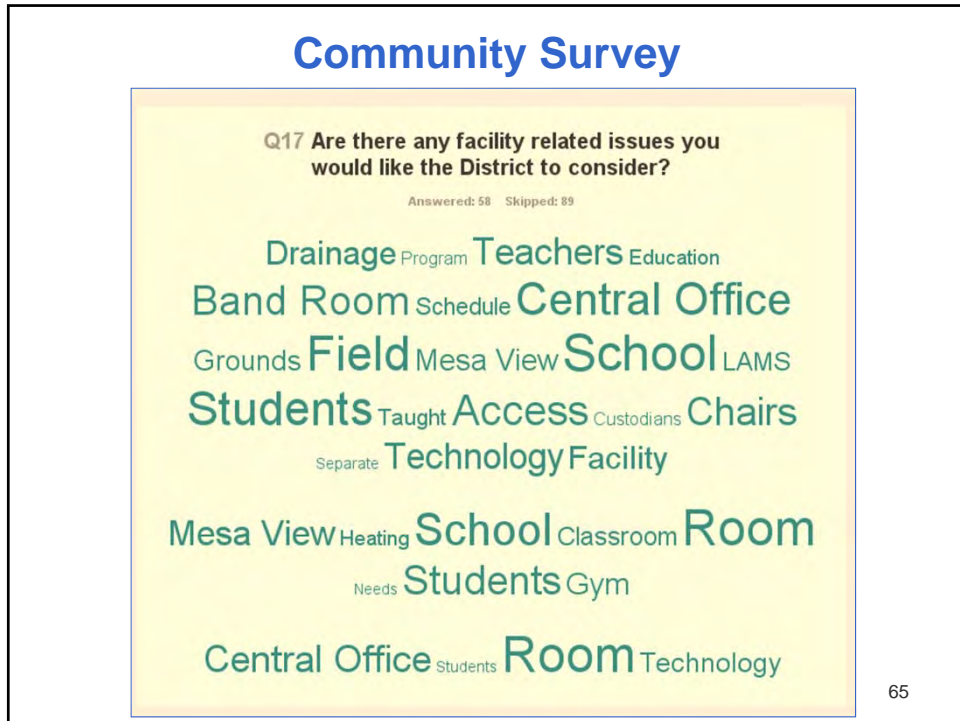 Community Survey
Q17 Are there any facility related issues you
would like the District to consider?
Answered: 58 Skipped: 89
Drainage Program Teachers Education
Band Room Schedule Central Office
Grounds Field Mesa View School LAMS
Students Taught Access Custodians Chairs
Separate Technology Facility
Mesa View Heating School Classroom Room
Needs Students Gym
Central Office Students Room Technology
65